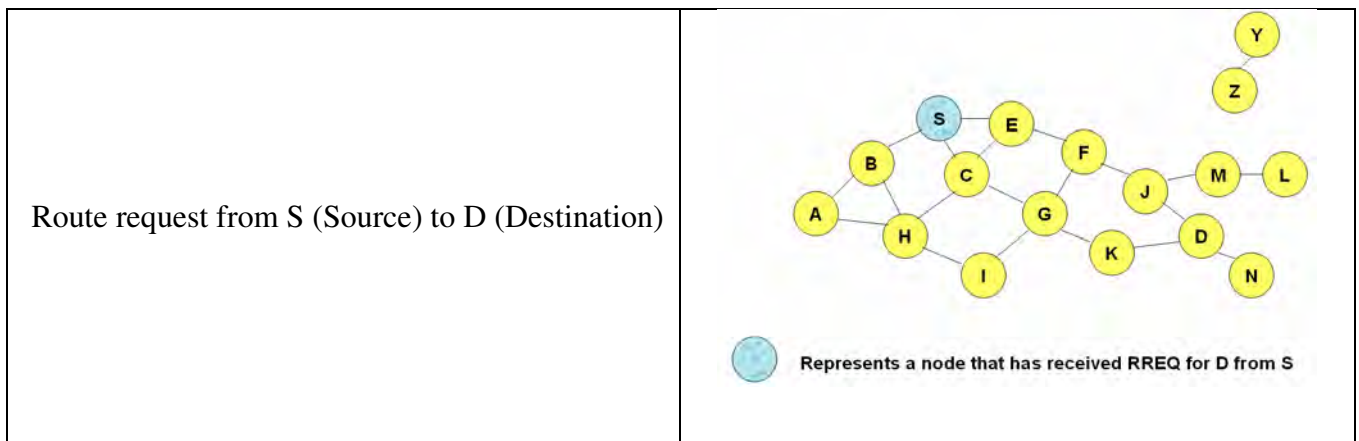 Route request from S (Source) to D (Destination)
Y
Z
S
E
F
B
C
M
L
J
A
G
H
D
K
I
N
Represents a node that has received RREQ for D from S